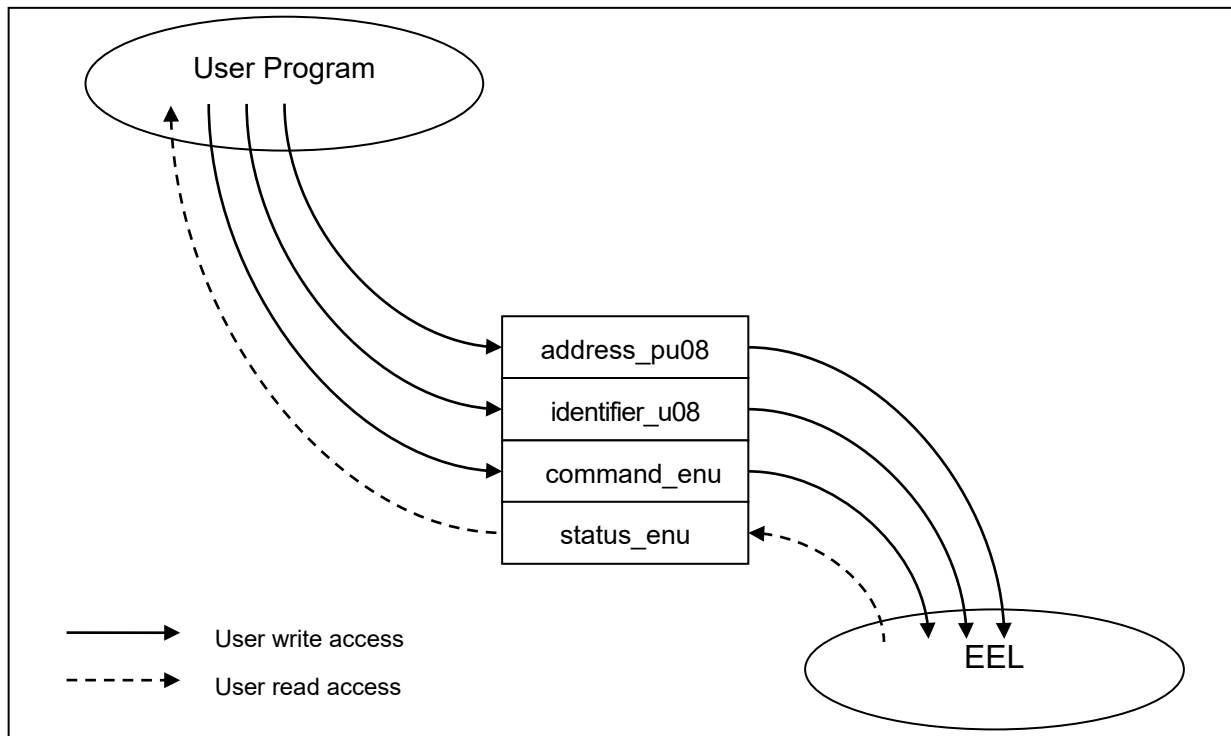 User Program
address_pu08
identifier_u08
command_enu
status_enu
User write access
User read access
EEL